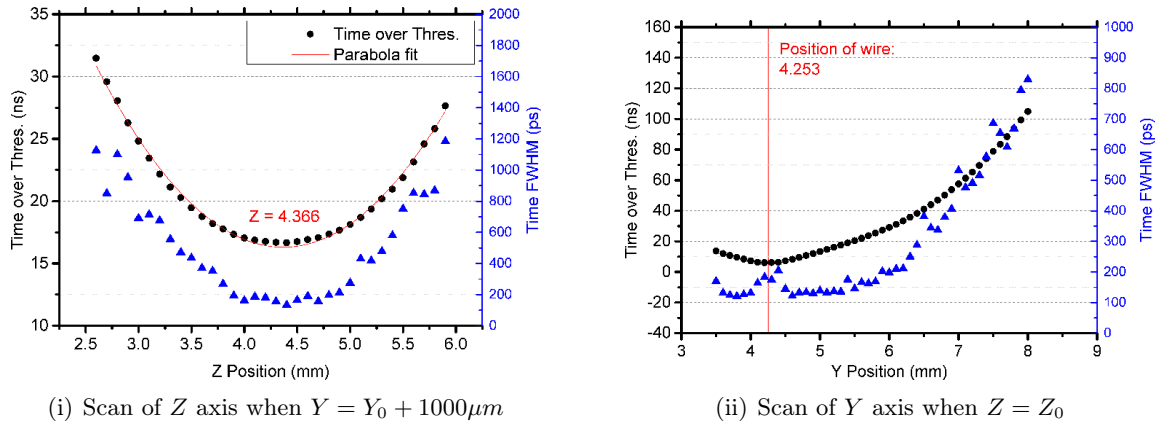 35
30
25
20
15
10
Time over Thres. (ns)
2000
1800
1600
1400
1200
1000
800
600
400
200
0
Time FWHM (ps)
Time over Thres.
Parabola fit
Z = 4.366
2.5 3.0 3.5 4.0 4.5 5.0 5.5 6.0
Z Position (mm)
(i) Scan of Z axis when Y = Y₀ + 1000μm
160
140
120
100
80
60
40
20
0
-20
-40
Time over Thres. (ns)
1000
900
800
700
600
500
400
300
200
100
0
Time FWHM (ps)
Position of wire:
4.253
3 4 5 6 7 8 9
Y Position (mm)
(ii) Scan of Y axis when Z = Z₀